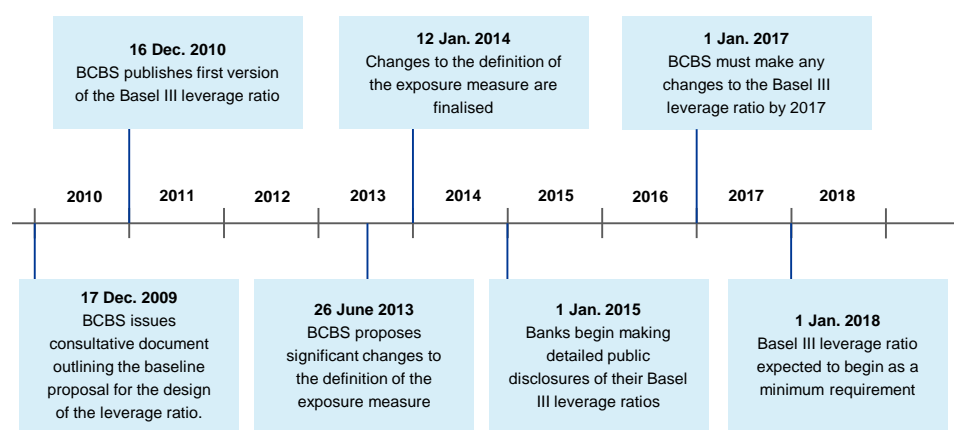 16 Dec. 2010
BCBS publishes first version
of the Basel III leverage ratio
12 Jan. 2014
Changes to the definition of
the exposure measure are
finalised
1 Jan. 2017
BCBS must make any
changes to the Basel III
leverage ratio by 2017
2010 2011 2012 2013 2014 2015 2016 2017 2018
17 Dec. 2009
BCBS issues
consultative document
outlining the baseline
proposal for the design
of the leverage ratio.
26 June 2013
BCBS proposes
significant changes to
the definition of the
exposure measure
1 Jan. 2015
Banks begin making
detailed public
disclosures of their Basel
III leverage ratios
1 Jan. 2018
Basel III leverage ratio
expected to begin as a
minimum requirement